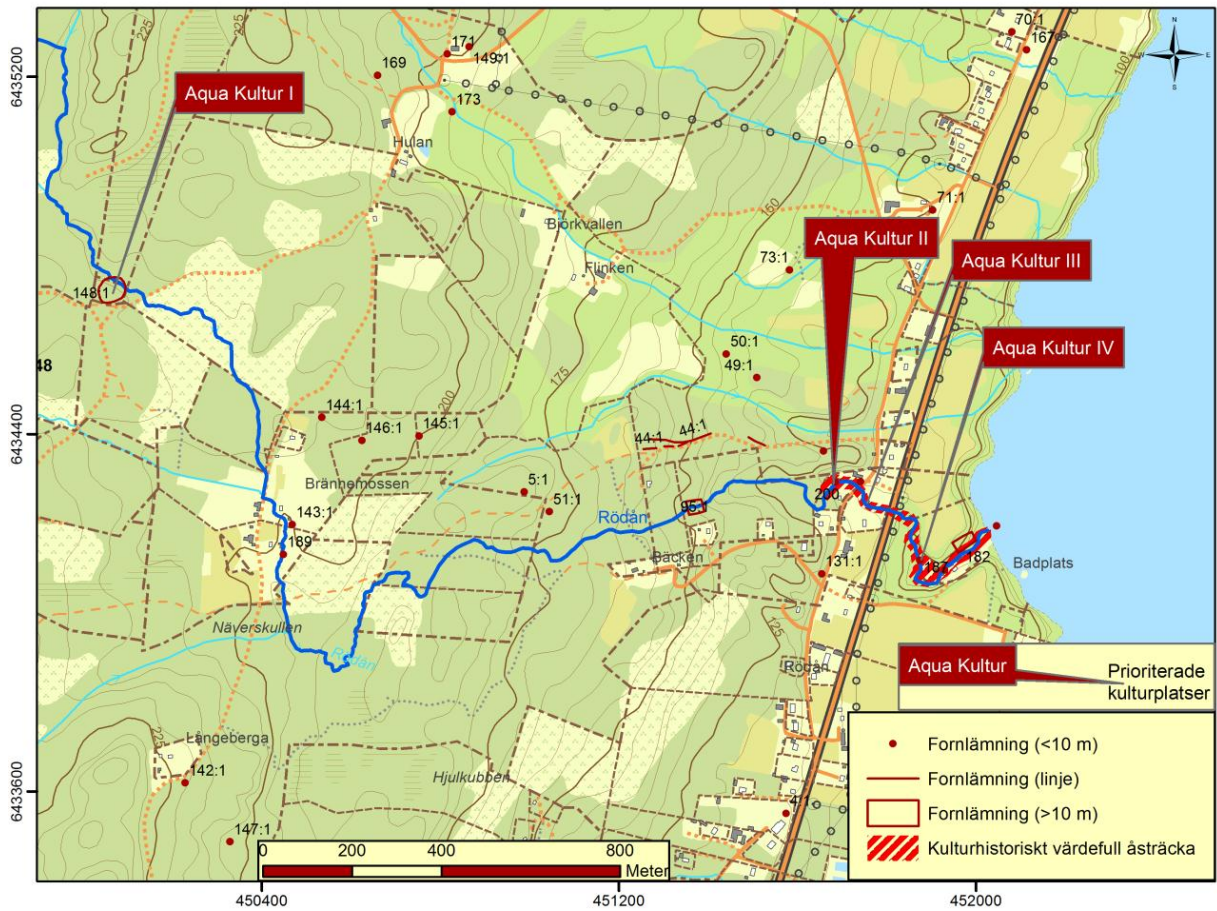 225
225
100
70:1
167
171
149:1
169
173
6435200
N
W
E
S
Aqua Kultur I
Hulan
71:1
Björkvallen
150
Aqua Kultur II
Aqua Kultur III
Flinken
73:1
148:1
50:1
49:1
Aqua Kultur IV
48
175
200
144:1
146:1
145:1
44:1
44:1
6434400
Brännemossen
5:1
51:1
200
95:1
Rödån
143:1
189
Bäcken
131:1
187
182
Badplats
Näverskullen
125
Rödån
Rödån
Aqua Kultur
Prioriterade
kulturplatser
Långeberga
225
142:1
Hjulkubben
Fornlämning (<10 m)
Fornlämning (linje)
Fornlämning (>10 m)
Kulturhistoriskt värdefull åsträcka
6433600
4:1
147:1
0
200
400
800
Meter
450400
451200
452000